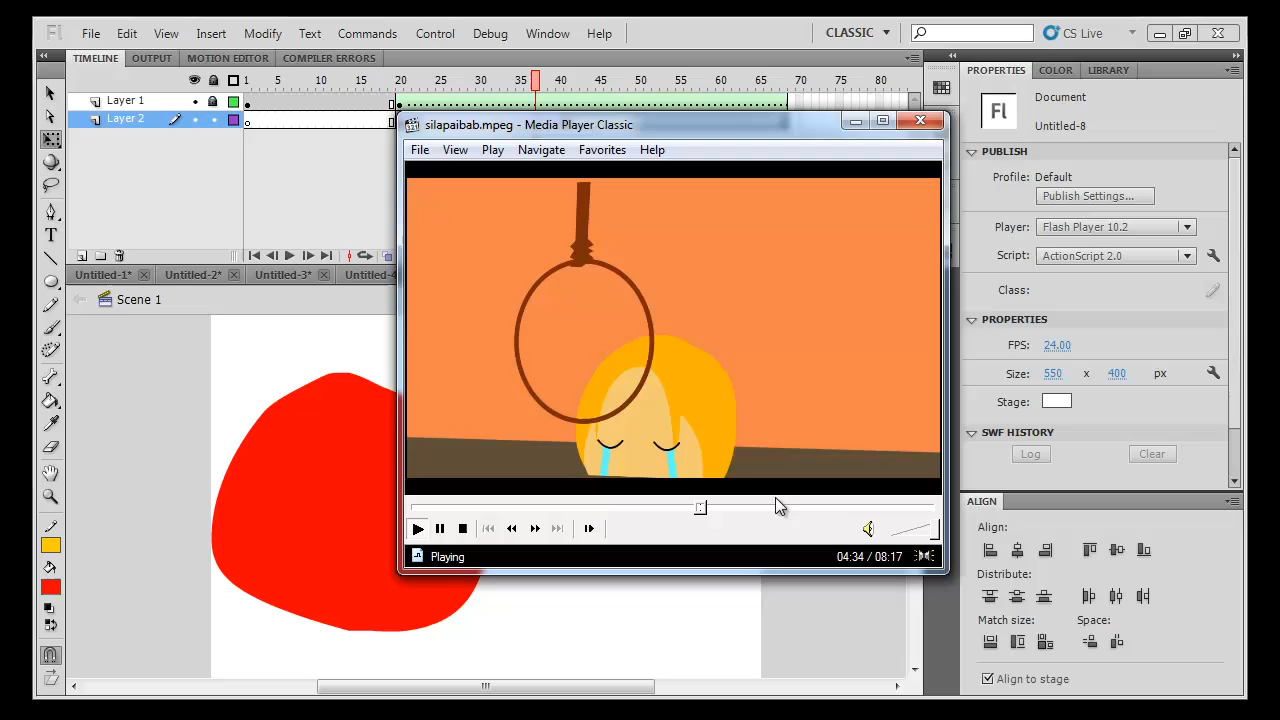 Fl
File Edit View Insert Modify Text Commands Control Debug Window Help
CLASSIC
CS Live
TIMELINE OUTPUT MOTION EDITOR COMPILER ERRORS
1 5 10 15 20 25 30 35 40 45 50 55 60 65 70 75 80
Layer 1
Layer 2
Untitled-1* Untitled-2* Untitled-3* Untitled-4
Scene 1
T
silapaibab.mpeg - Media Player Classic
File View Play Navigate Favorites Help
Playing
04:34 / 08:17
PROPERTIES COLOR LIBRARY
Fl
Document
Untitled-8
PUBLISH
Profile: Default
Publish Settings...
Player: Flash Player 10.2
Script: ActionScript 2.0
Class:
PROPERTIES
FPS: 24.00
Size: 550 x 400 px
Stage:
SWF HISTORY
Log Clear
ALIGN
Align:
Distribute:
Match size: Space:
Align to stage